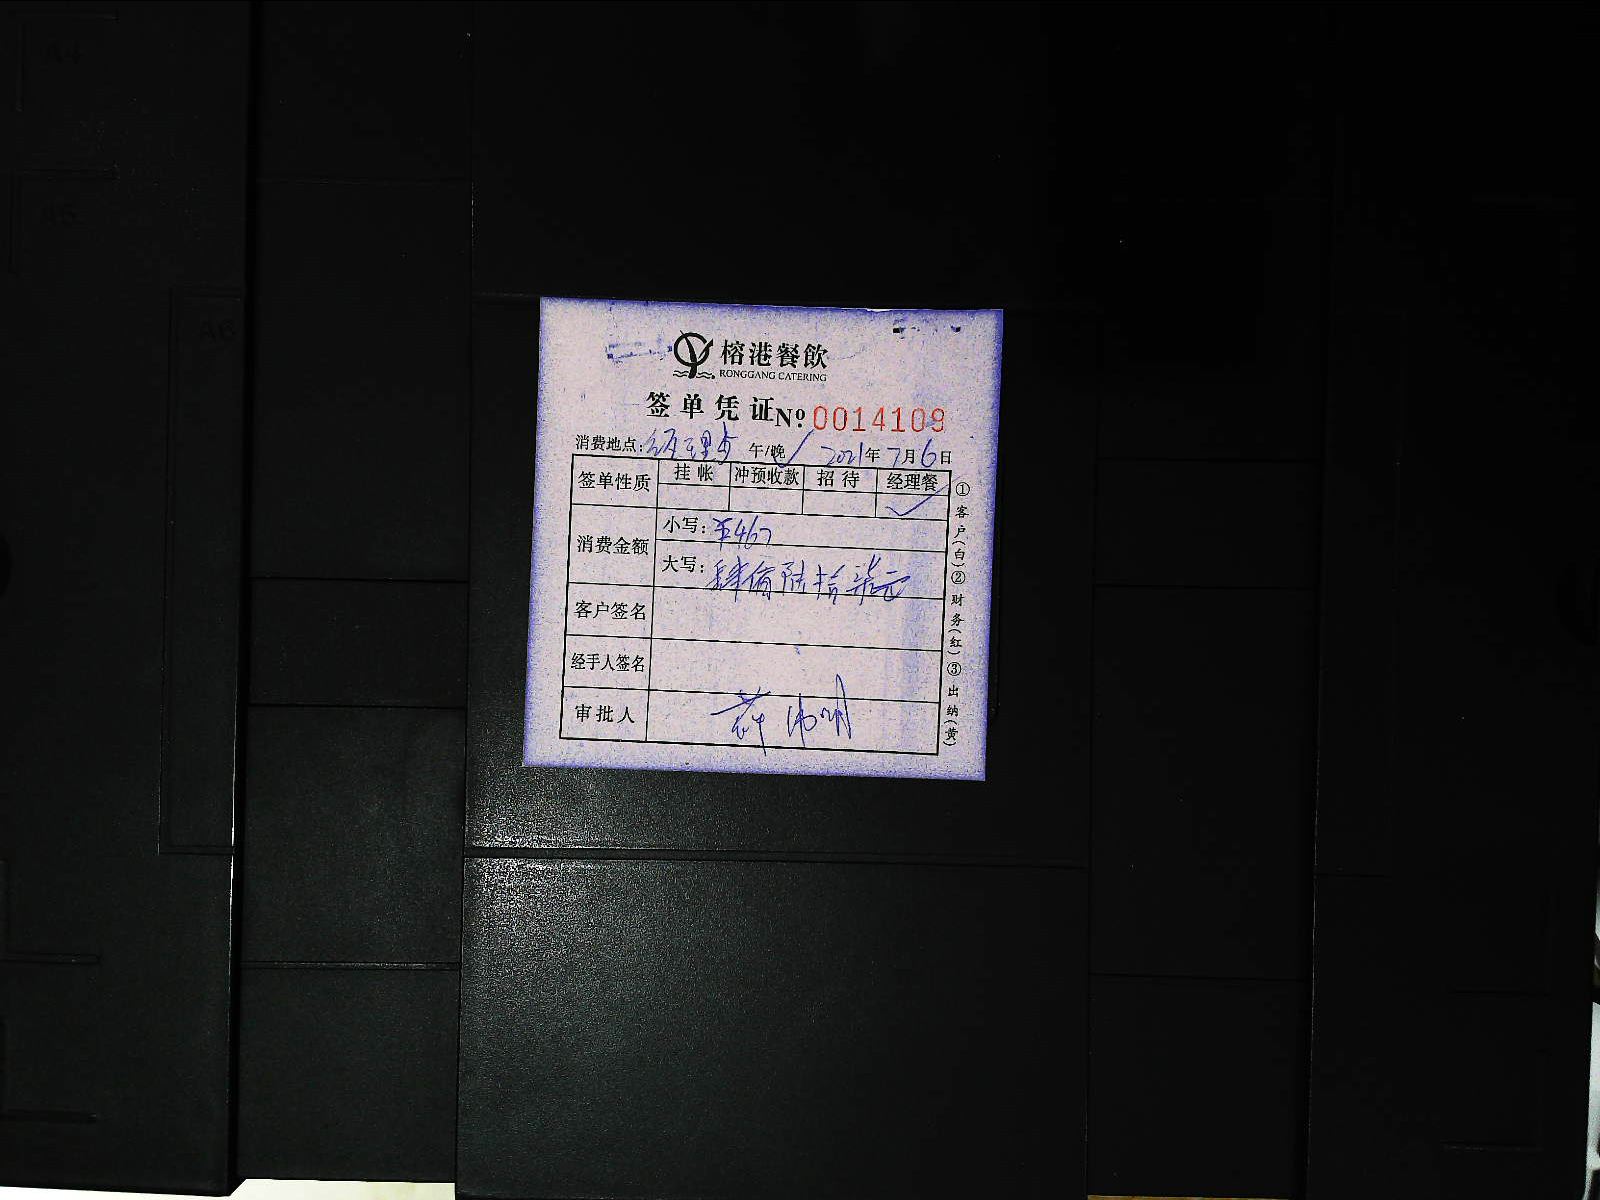 榕港餐飲
RONGGANG CATERING
签单凭证 No: 0014109
消费地点: 午/晚 2021年7月6日
签单性质 挂帐 冲预收款 招待 经理餐
✓
消费金额 小写: ¥467
大写: 肆佰陆拾柒元
客户签名
经手人签名
审批人
①客户(白)②财务(红)③出纳(黄)
A4
A5